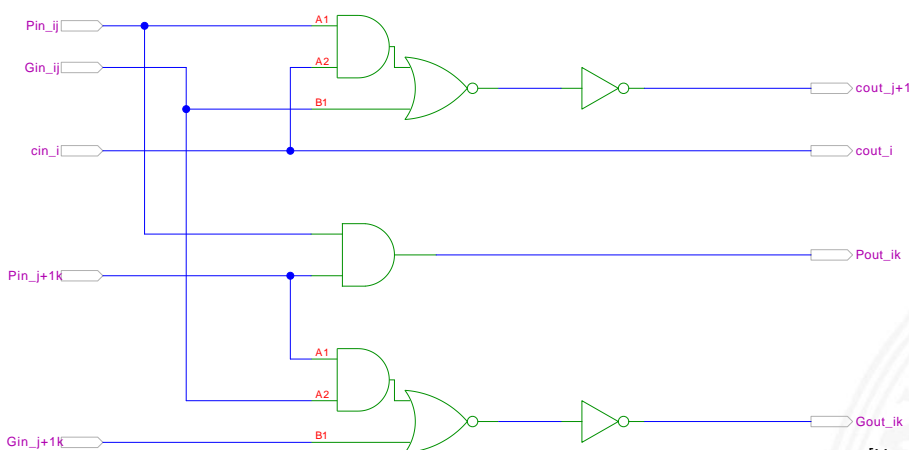 Pin_ij
A1
Gin_ij
A2
cout_j+1
B1
cin_i
cout_i
Pout_ik
Pin_j+1k
A1
A2
Gout_ik
B1
Gin_j+1k